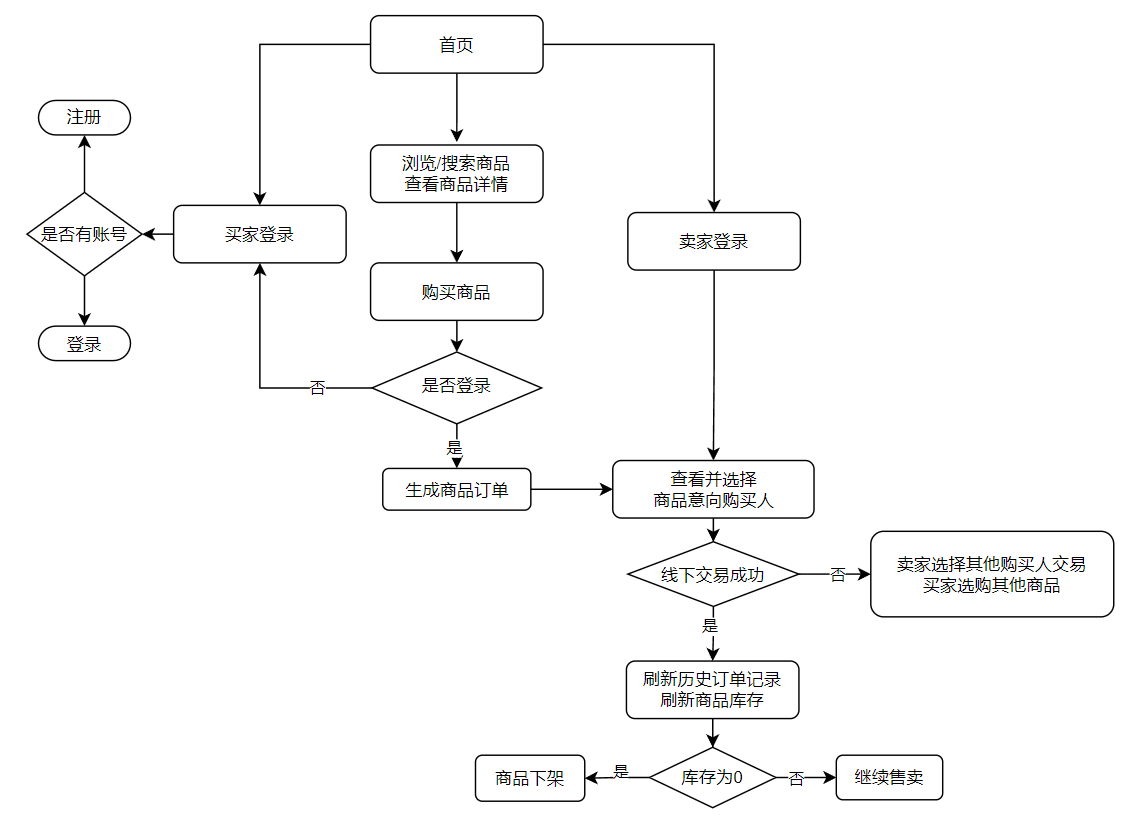 首页
注册
浏览/搜索商品
查看商品详情
是否有账号
买家登录
卖家登录
购买商品
登录
是否登录
否
是
生成商品订单
查看并选择
商品意向购买人
线下交易成功
否
卖家选择其他购买人交易
买家选购其他商品
是
刷新历史订单记录
刷新商品库存
商品下架
是
库存为0
否
继续售卖